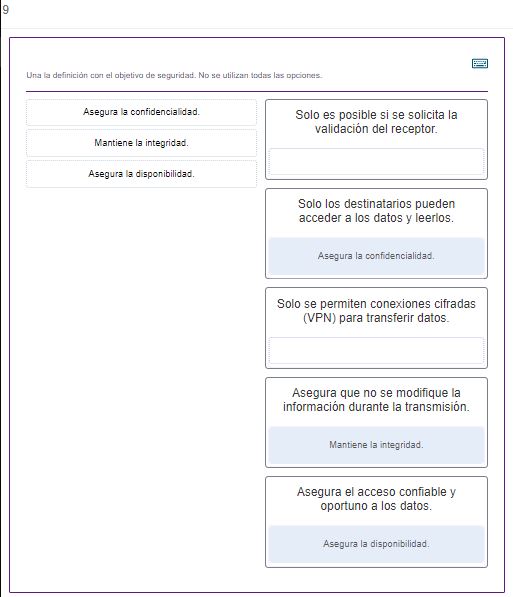 9
Una la definición con el objetivo de seguridad. No se utilizan todas las opciones.
Asegura la confidencialidad.
Mantiene la integridad.
Asegura la disponibilidad.
Solo es posible si se solicita la
validación del receptor.
Solo los destinatarios pueden
acceder a los datos y leerlos.
Asegura la confidencialidad.
Solo se permiten conexiones cifradas
(VPN) para transferir datos.
Asegura que no se modifique la
información durante la transmisión.
Mantiene la integridad.
Asegura el acceso confiable y
oportuno a los datos.
Asegura la disponibilidad.